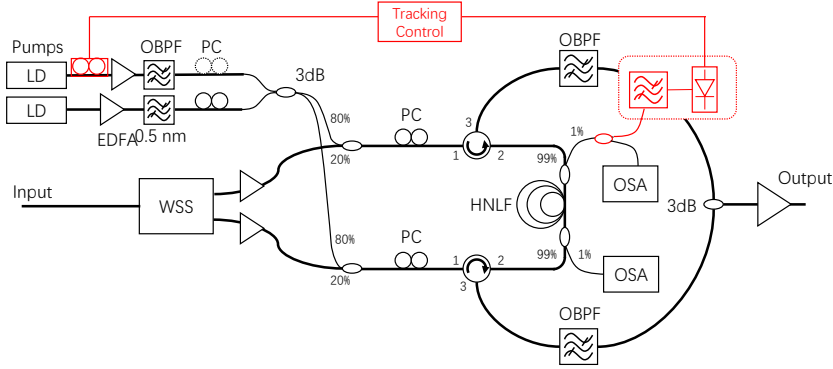 Tracking
Control
Pumps
OBPF
PC
OBPF
LD
3dB
LD
EDFA
0.5 nm
80%
PC
3
1%
20%
1
2
99%
Input
WSS
HNLF
OSA
Output
3dB
80%
PC
1
2
99%
1%
OSA
20%
3
OBPF